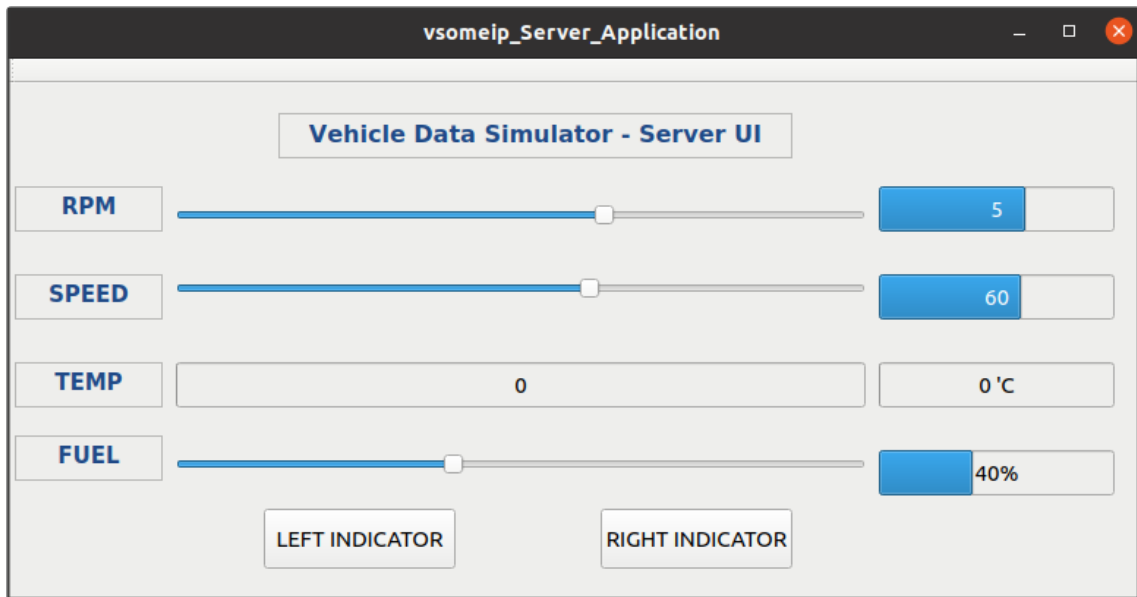 vsomeip_Server_Application
Vehicle Data Simulator - Server UI
RPM
5
SPEED
60
TEMP
0
0 'C
FUEL
40%
LEFT INDICATOR
RIGHT INDICATOR